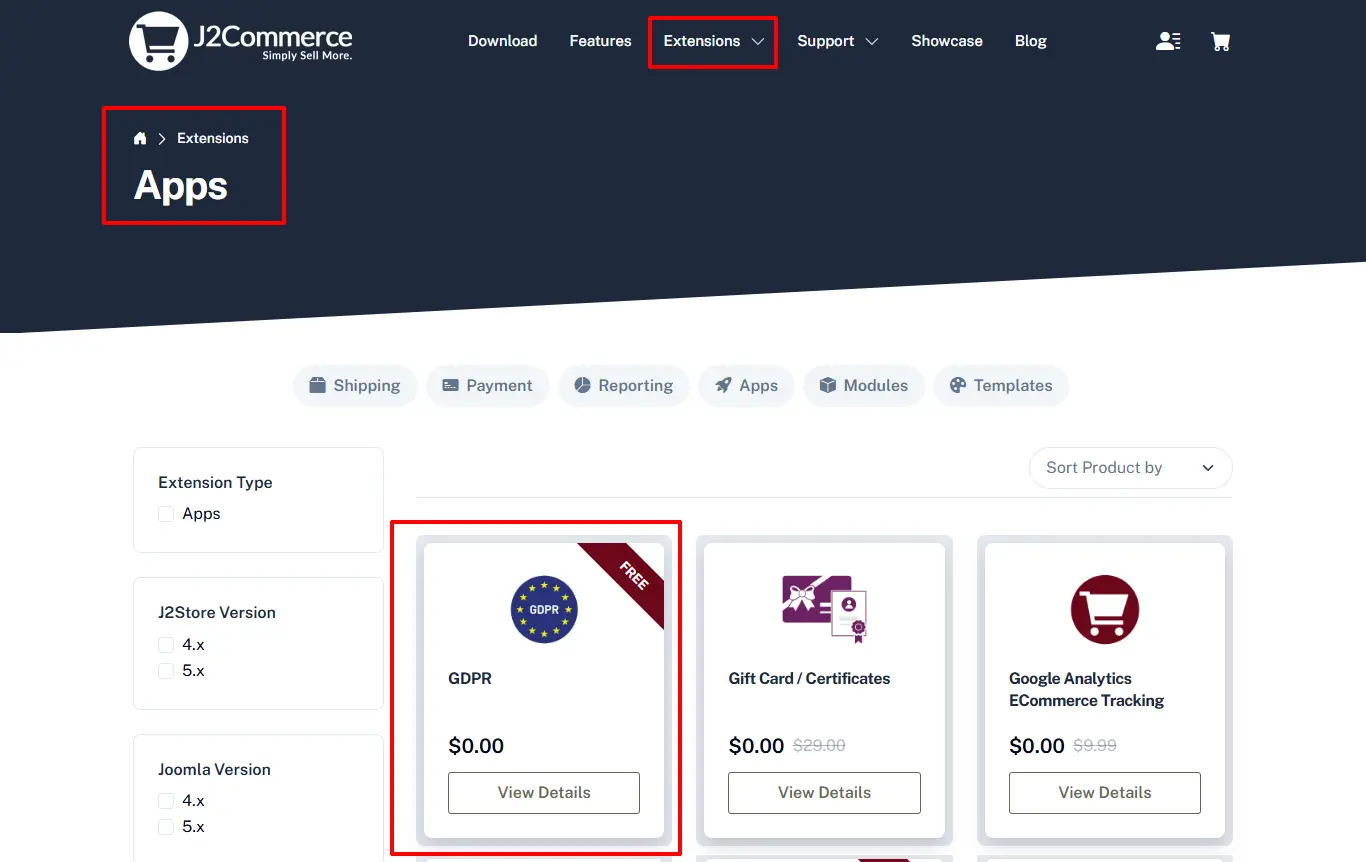 J2Commerce
Simply Sell More.
Download Features Extensions Support Showcase Blog
Extensions
Apps
Shipping Payment Reporting Apps Modules Templates
Extension Type
Apps
J2Store Version
4.x
5.x
Joomla Version
4.x
5.x
Sort Product by
FREE
GDPR
GDPR
$0.00
View Details
Gift Card / Certificates
$0.00 $29.00
View Details
Google Analytics
ECommerce Tracking
$0.00 $9.99
View Details